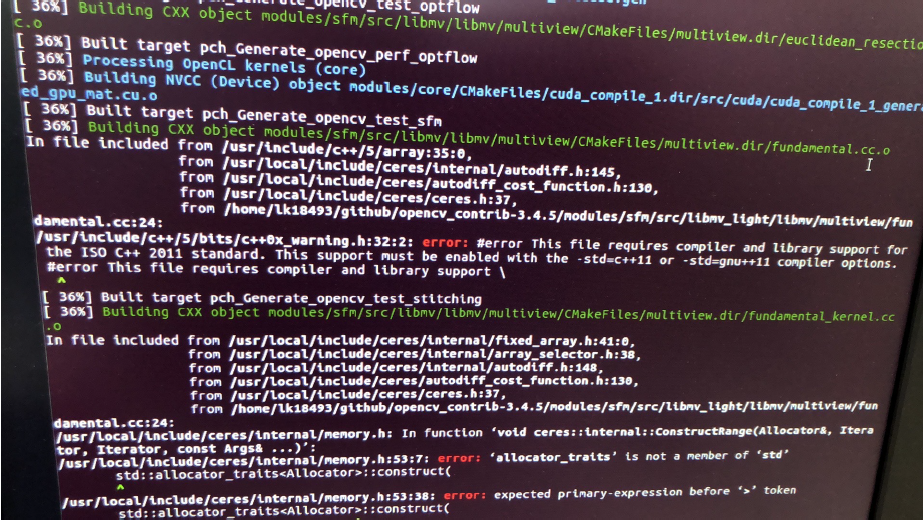 [ 36%] Built target pch_Generate_opencv_test_optflow
[ 36%] Building CXX object modules/sfm/src/libmv/libmv/multiview/CMakeFiles/multiview.dir/euclidean_resectio
c.o
[ 36%] Built target pch_Generate_opencv_perf_optflow
[ 36%] Processing OpenCL kernels (core)
[ 36%] Building NVCC (Device) object modules/core/CMakeFiles/cuda_compile_1.dir/src/cuda/cuda_compile_1_genera
ed_gpu_mat.cu.o
[ 36%] Built target pch_Generate_opencv_test_sfm
[ 36%] Building CXX object modules/sfm/src/libmv/libmv/multiview/CMakeFiles/multiview.dir/fundamental.cc.o
In file included from /usr/include/c++/5/array:35:0,
from /usr/local/include/ceres/internal/autodiff.h:145,
from /usr/local/include/ceres/autodiff_cost_function.h:130,
from /usr/local/include/ceres/ceres.h:37,
from /home/lk18493/github/opencv_contrib-3.4.5/modules/sfm/src/libmv_light/libmv/multiview/fun
damental.cc:24:
/usr/include/c++/5/bits/c++0x_warning.h:32:2: error: #error This file requires compiler and library support for
the ISO C++ 2011 standard. This support must be enabled with the -std=c++11 or -std=gnu++11 compiler options.
#error This file requires compiler and library support \
^
[ 36%] Built target pch_Generate_opencv_test_stitching
[ 36%] Building CXX object modules/sfm/src/libmv/libmv/multiview/CMakeFiles/multiview.dir/fundamental_kernel.cc
.o
In file included from /usr/local/include/ceres/internal/fixed_array.h:41:0,
from /usr/local/include/ceres/internal/array_selector.h:38,
from /usr/local/include/ceres/internal/autodiff.h:148,
from /usr/local/include/ceres/autodiff_cost_function.h:130,
from /usr/local/include/ceres/ceres.h:37,
from /home/lk18493/github/opencv_contrib-3.4.5/modules/sfm/src/libmv_light/libmv/multiview/fun
damental.cc:24:
/usr/local/include/ceres/internal/memory.h: In function ‘void ceres::internal::ConstructRange(Allocator&, Itera
tor, Iterator, const Args& ...)’:
/usr/local/include/ceres/internal/memory.h:53:7: error: ‘allocator_traits’ is not a member of ‘std’
std::allocator_traits<Allocator>::construct(
^
/usr/local/include/ceres/internal/memory.h:53:38: error: expected primary-expression before ‘>’ token
std::allocator_traits<Allocator>::construct(